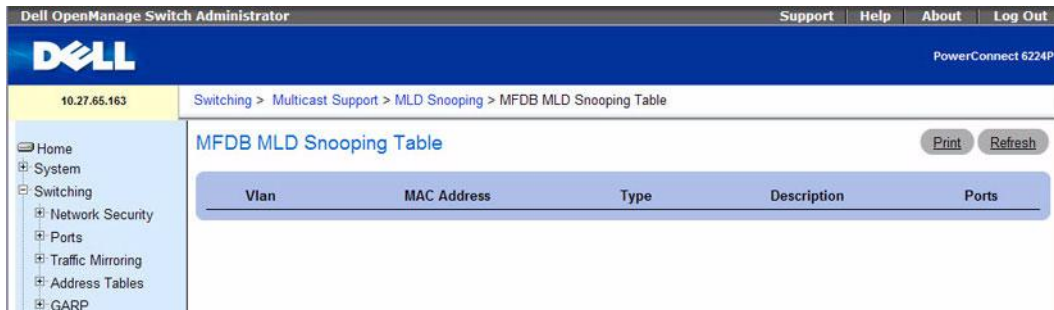 Dell OpenManage Switch Administrator Support Help About Log Out
DELL
PowerConnect 6224P
10.27.65.163
Switching > Multicast Support > MLD Snooping > MFDB MLD Snooping Table
MFDB MLD Snooping Table
Print Refresh
Home
System
Switching
Network Security
Ports
Traffic Mirroring
Address Tables
GARP
Vlan MAC Address Type Description Ports